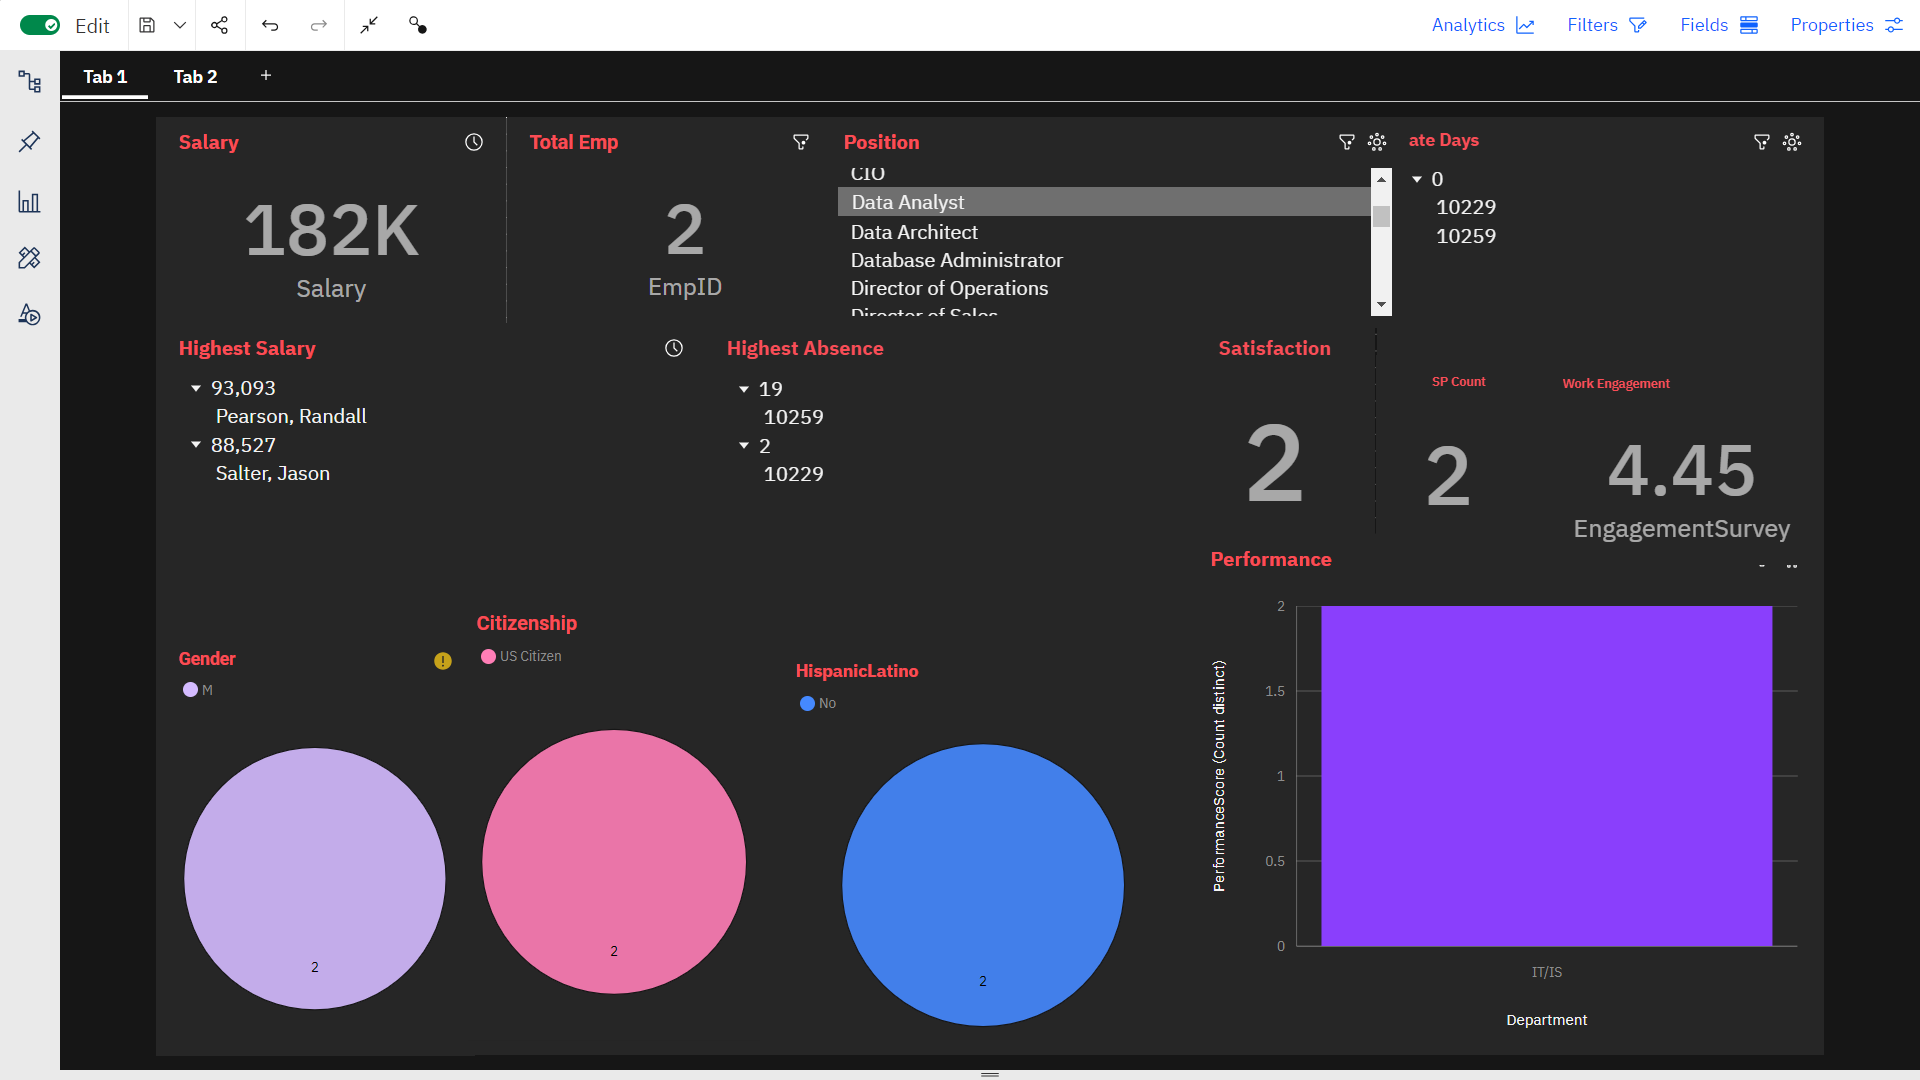 Edit
Analytics
Filters
Fields
Properties
Tab 1
Tab 2
Salary
182K
Salary
Total Emp
2
EmpID
Position
CIO
Data Analyst
Data Architect
Database Administrator
Director of Operations
Director of Sales
ate Days
0
10229
10259
Highest Salary
93,093
Pearson, Randall
88,527
Salter, Jason
Highest Absence
19
10259
2
10229
Satisfaction
2
SP Count
2
Work Engagement
4.45
EngagementSurvey
Gender
M
2
Citizenship
US Citizen
2
HispanicLatino
No
2
Performance
PerformanceScore (Count distinct)
2
1.5
1
0.5
0
IT/IS
Department